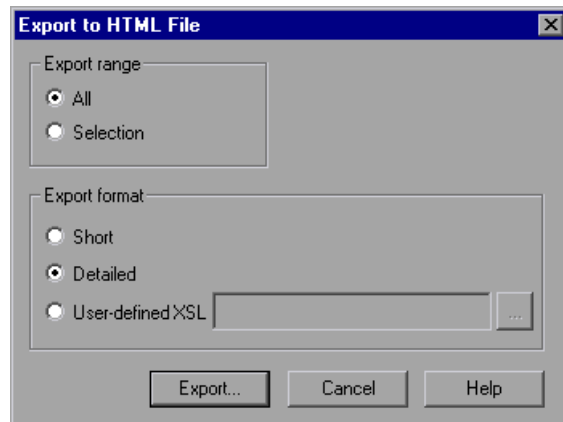 Export to HTML File
Export range
All
Selection
Export format
Short
Detailed
User-defined XSL ...
Export... Cancel Help